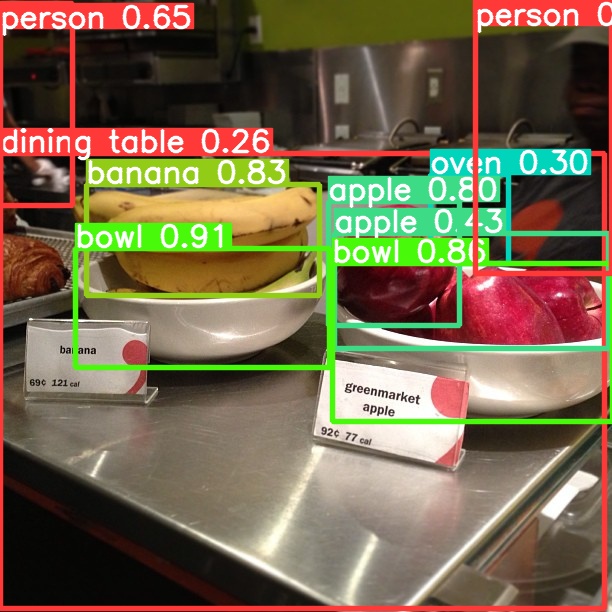 person 0.65
person 0
dining table 0.26
banana 0.83
oven 0.30
apple 0.80
apple 0.43
bowl 0.91
bowl 0.86
banana
69¢ 121 cal
greenmarket
apple
92¢ 77 cal